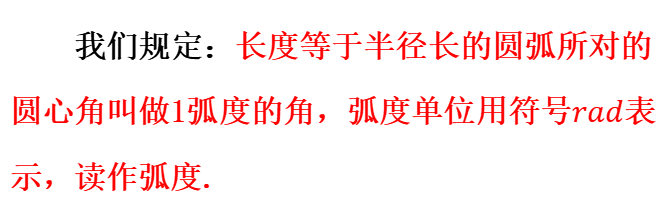 我们规定：长度等于半径长的圆弧所对的
圆心角叫做1弧度的角，弧度单位用符号rad表
示，读作弧度.